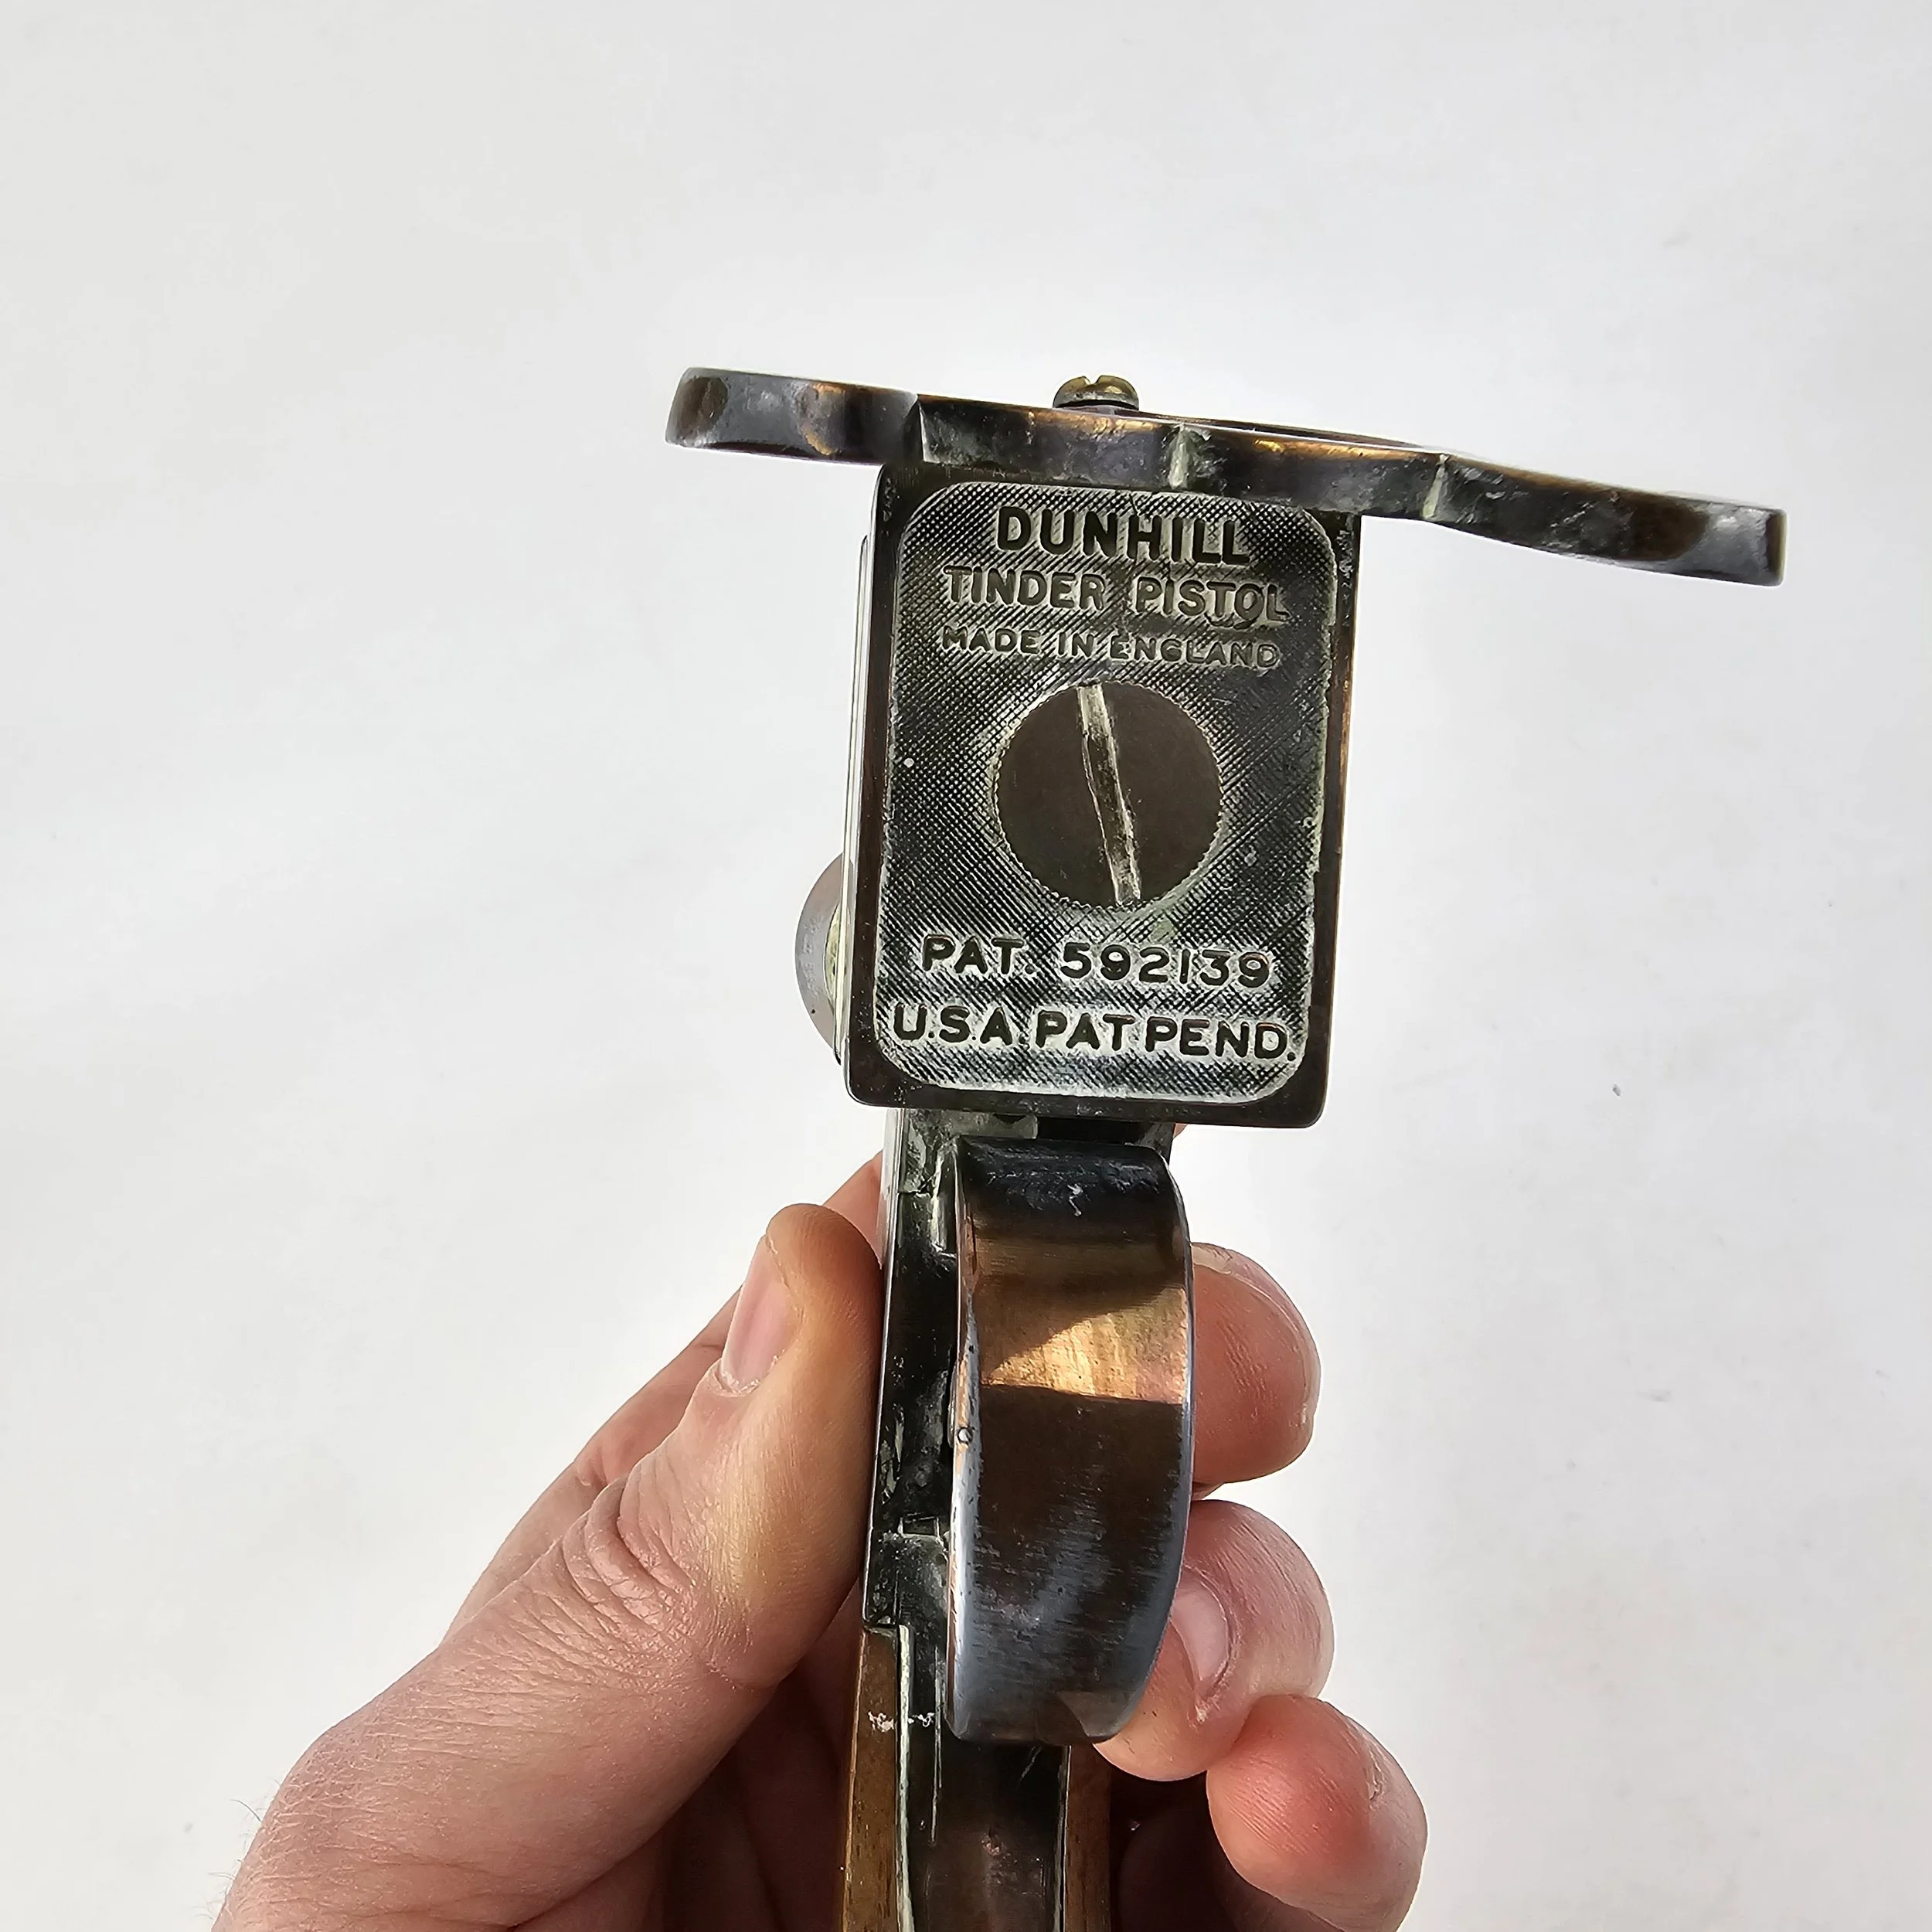 DUNHILL
TINDER PISTOL
MADE IN ENGLAND
PAT. 592139
U.S.A. PAT PEND.